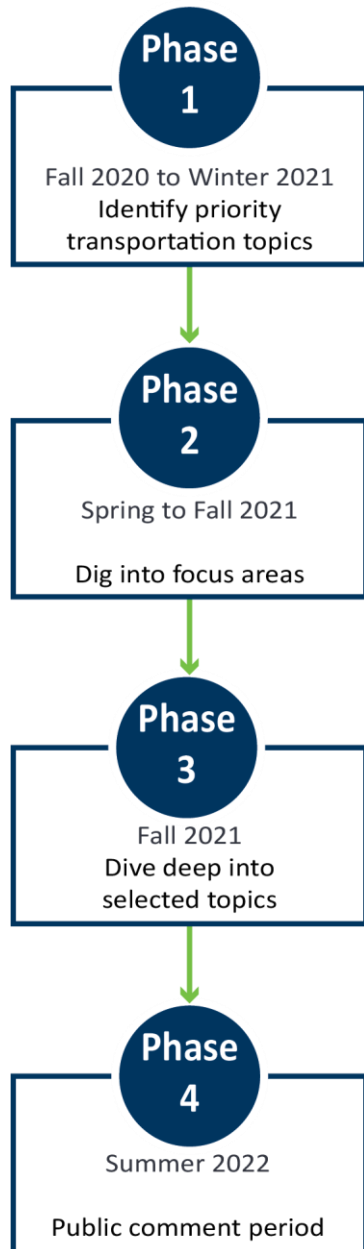 Phase
1
Fall 2020 to Winter 2021
Identify priority
transportation topics
Phase
2
Spring to Fall 2021
Dig into focus areas
Phase
3
Fall 2021
Dive deep into
selected topics
Phase
4
Summer 2022
Public comment period